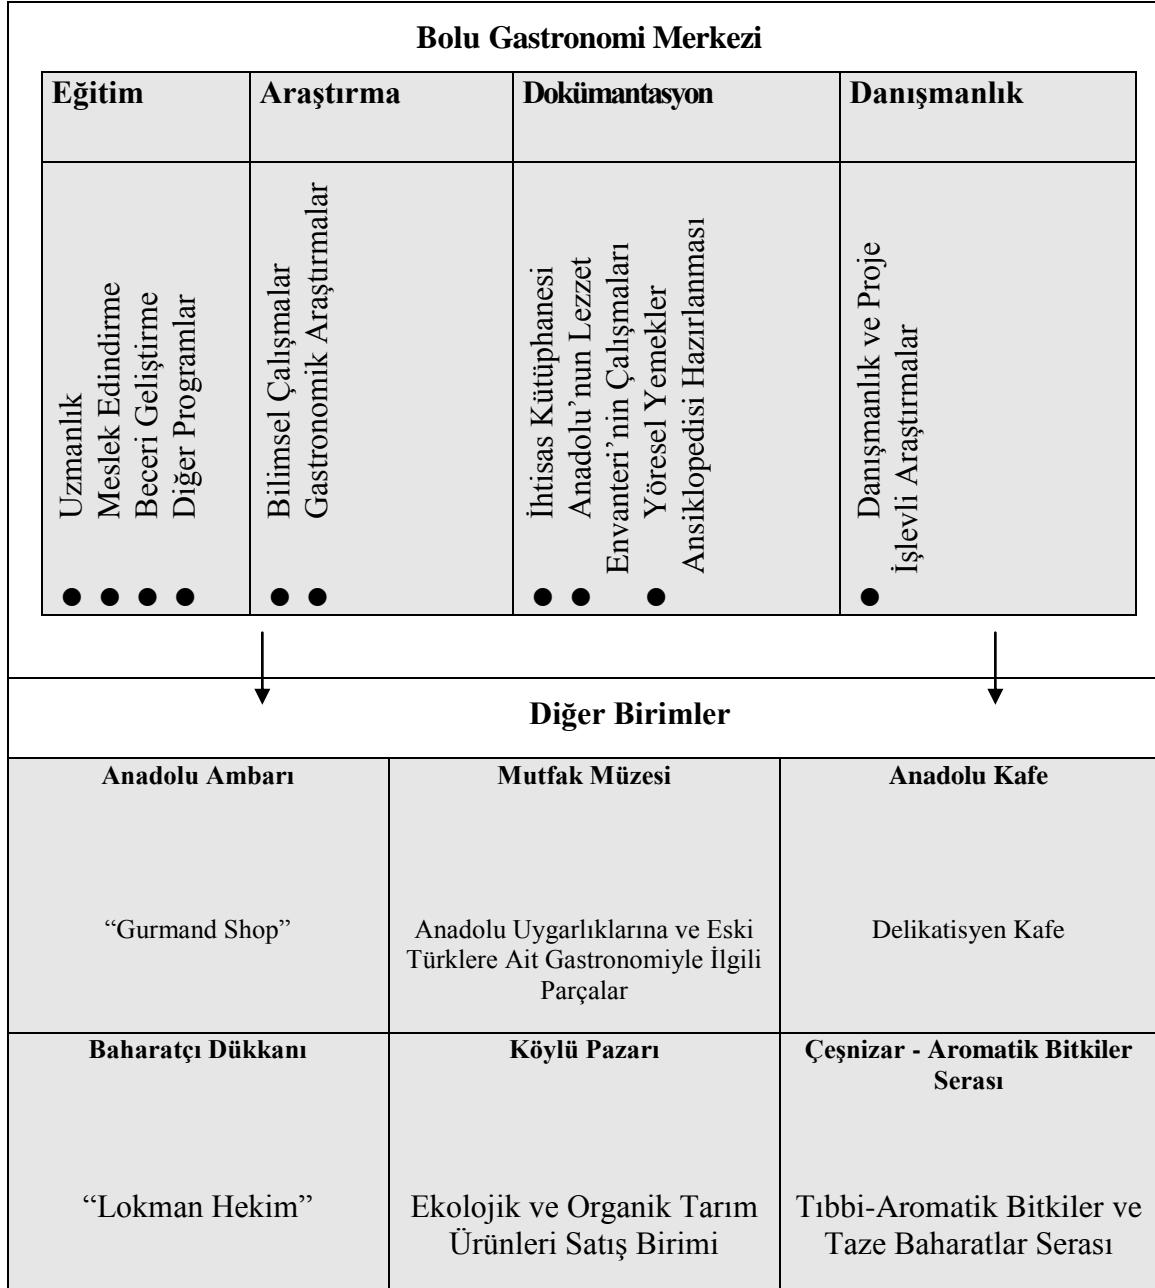 Bolu Gastronomi Merkezi
Eğitim
Araştırma
Dokümantasyon
Danışmanlık
● Uzmanlık
● Meslek Edindirme
● Beceri Geliştirme
● Diğer Programlar
● Bilimsel Çalışmalar
● Gastronomik Araştırmalar
● İhtisas Kütüphanesi
● Anadolu’nun Lezzet
Envanteri’nin Çalışmaları
● Yöresel Yemekler
Ansiklopedisi Hazırlanması
● Danışmanlık ve Proje
İşlevli Araştırmalar
Diğer Birimler
Anadolu Ambarı
“Gurmand Shop”
Mutfak Müzesi
Anadolu Uygarlıklarına ve Eski
Türklere Ait Gastronomiyle İlgili
Parçalar
Anadolu Kafe
Delikatisyen Kafe
Baharatçı Dükkanı
“Lokman Hekim”
Köylü Pazarı
Ekolojik ve Organik Tarım
Ürünleri Satış Birimi
Çeşnizar - Aromatik Bitkiler
Serası
Tıbbi-Aromatik Bitkiler ve
Taze Baharatlar Serası